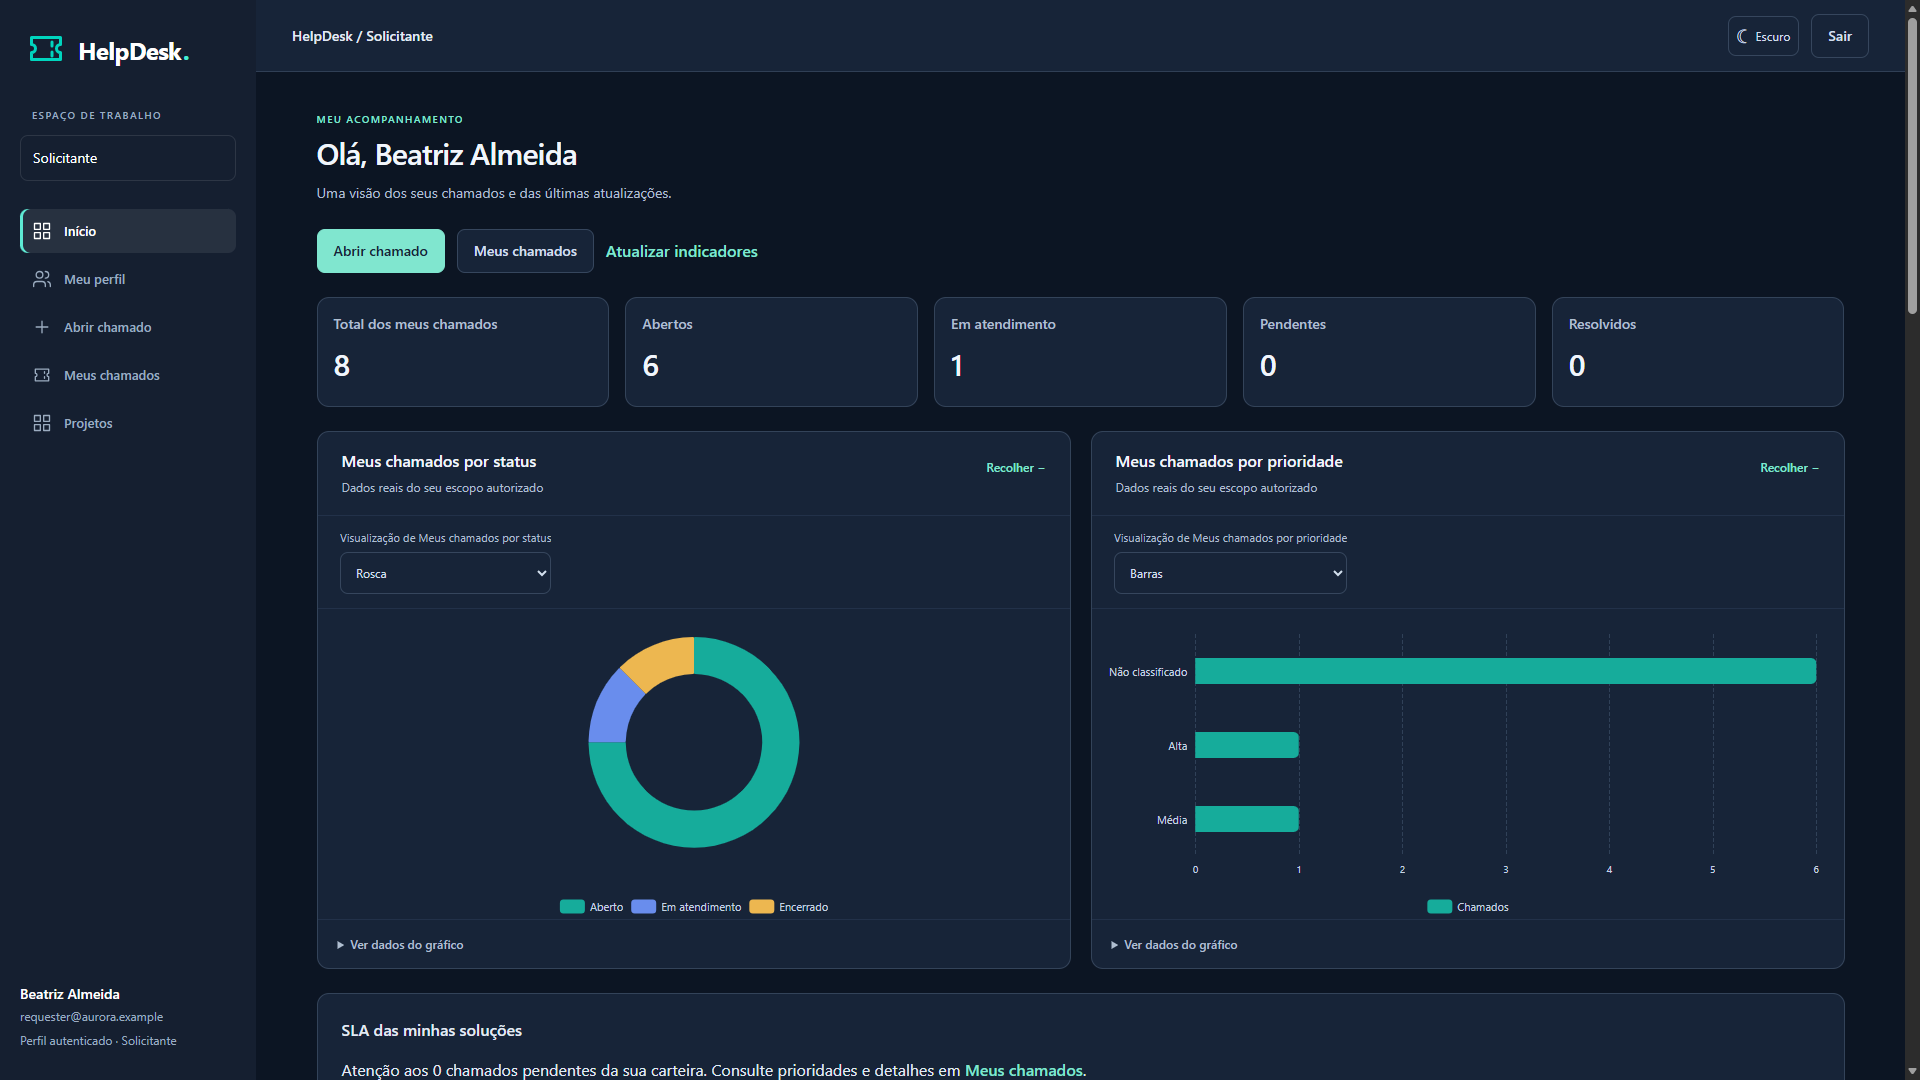 HelpDesk.
ESPAÇO DE TRABALHO
Solicitante
Início
Meu perfil
Abrir chamado
Meus chamados
Projetos
Beatriz Almeida
requester@aurora.example
Perfil autenticado · Solicitante
HelpDesk / Solicitante
Escuro
Sair
MEU ACOMPANHAMENTO
Olá, Beatriz Almeida
Uma visão dos seus chamados e das últimas atualizações.
Abrir chamado
Meus chamados
Atualizar indicadores
Total dos meus chamados
8
Abertos
6
Em atendimento
1
Pendentes
0
Resolvidos
0
Meus chamados por status
Dados reais do seu escopo autorizado
Recolher −
Visualização de Meus chamados por status
Rosca
Aberto
Em atendimento
Encerrado
Ver dados do gráfico
Meus chamados por prioridade
Dados reais do seu escopo autorizado
Recolher −
Visualização de Meus chamados por prioridade
Barras
Não classificado
Alta
Média
0 1 2 3 4 5 6
Chamados
Ver dados do gráfico
SLA das minhas soluções
Atenção aos 0 chamados pendentes da sua carteira. Consulte prioridades e detalhes em Meus chamados.